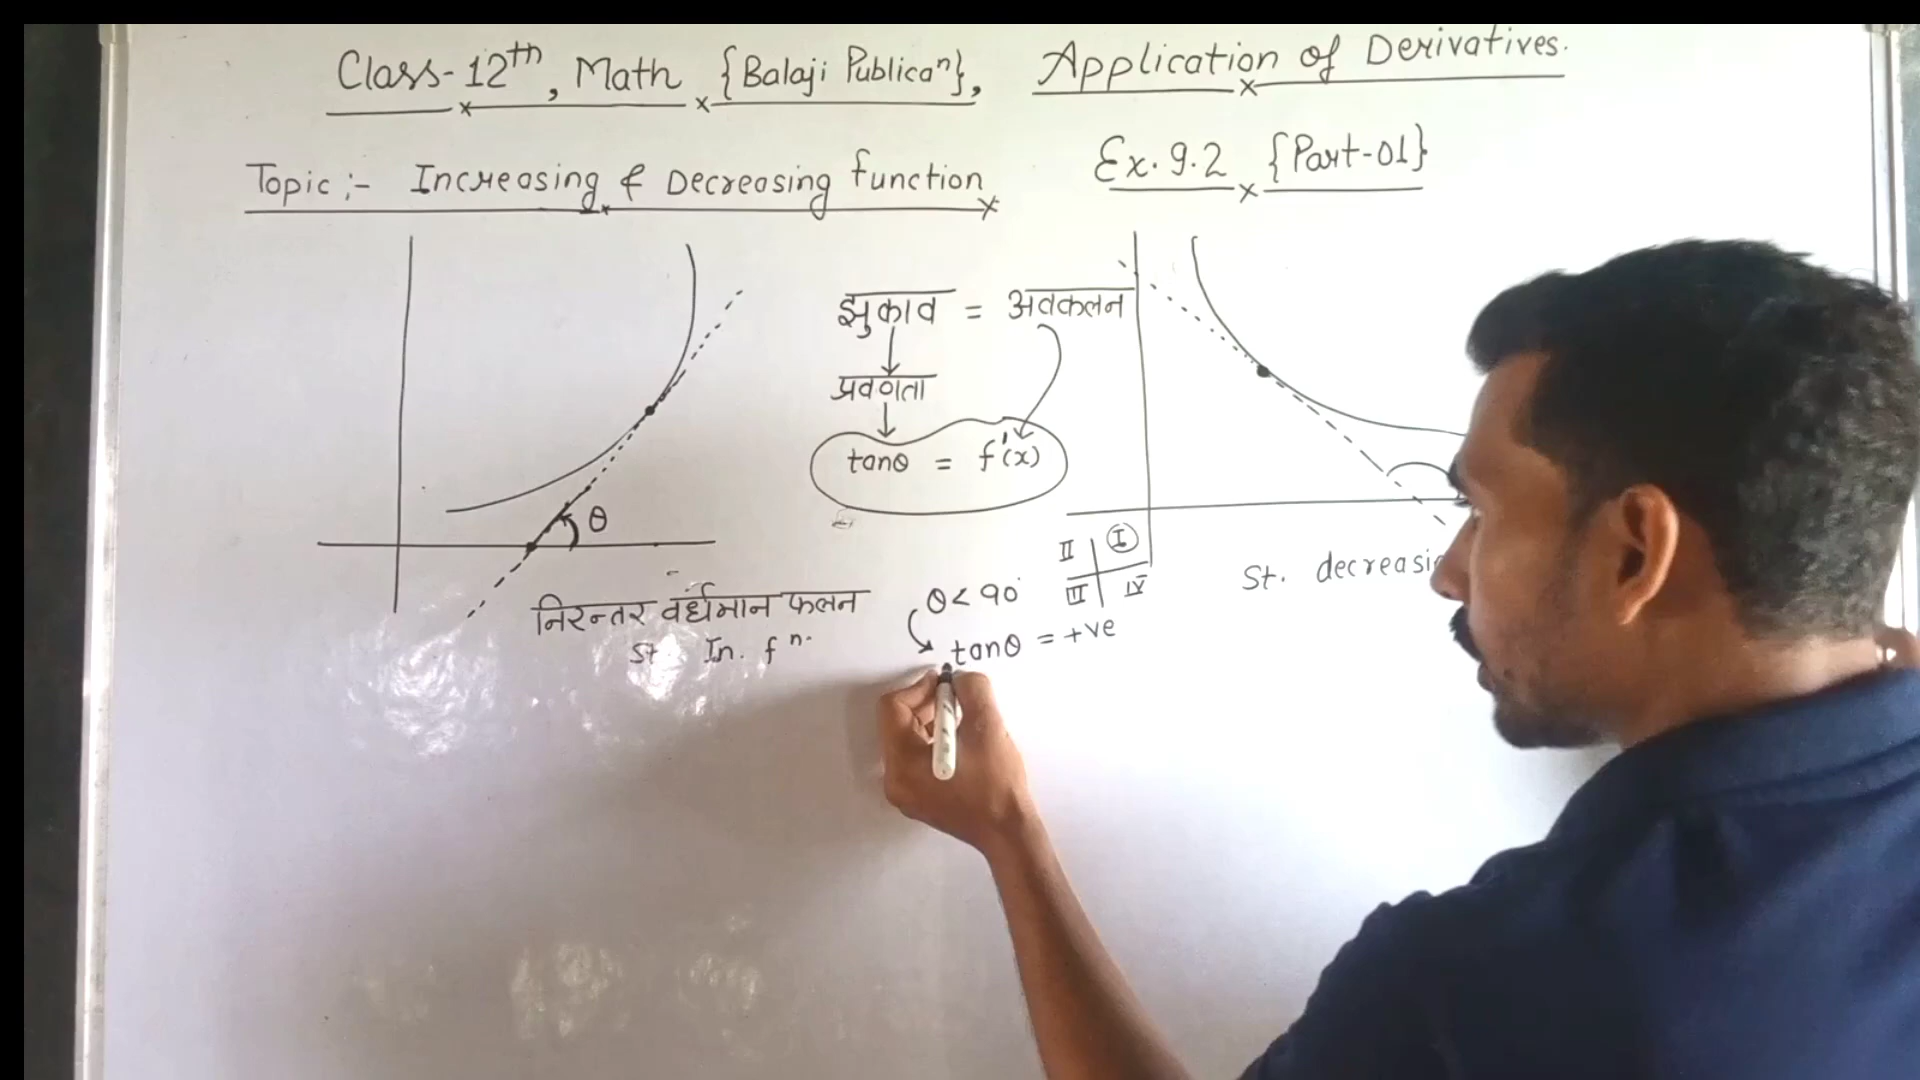 Class-12th, Math {Balaji Publicaⁿ}, Application of Derivatives.
Topic:- Increasing & Decreasing function
Ex. 9.2 {Part-01}
झुकाव = अवकलन
प्रवणता
tanθ = f'(x)
θ
निरन्तर वर्धमान फलन
St. In. fⁿ.
θ < 90°
tanθ = +ve
II I
III IV
St.